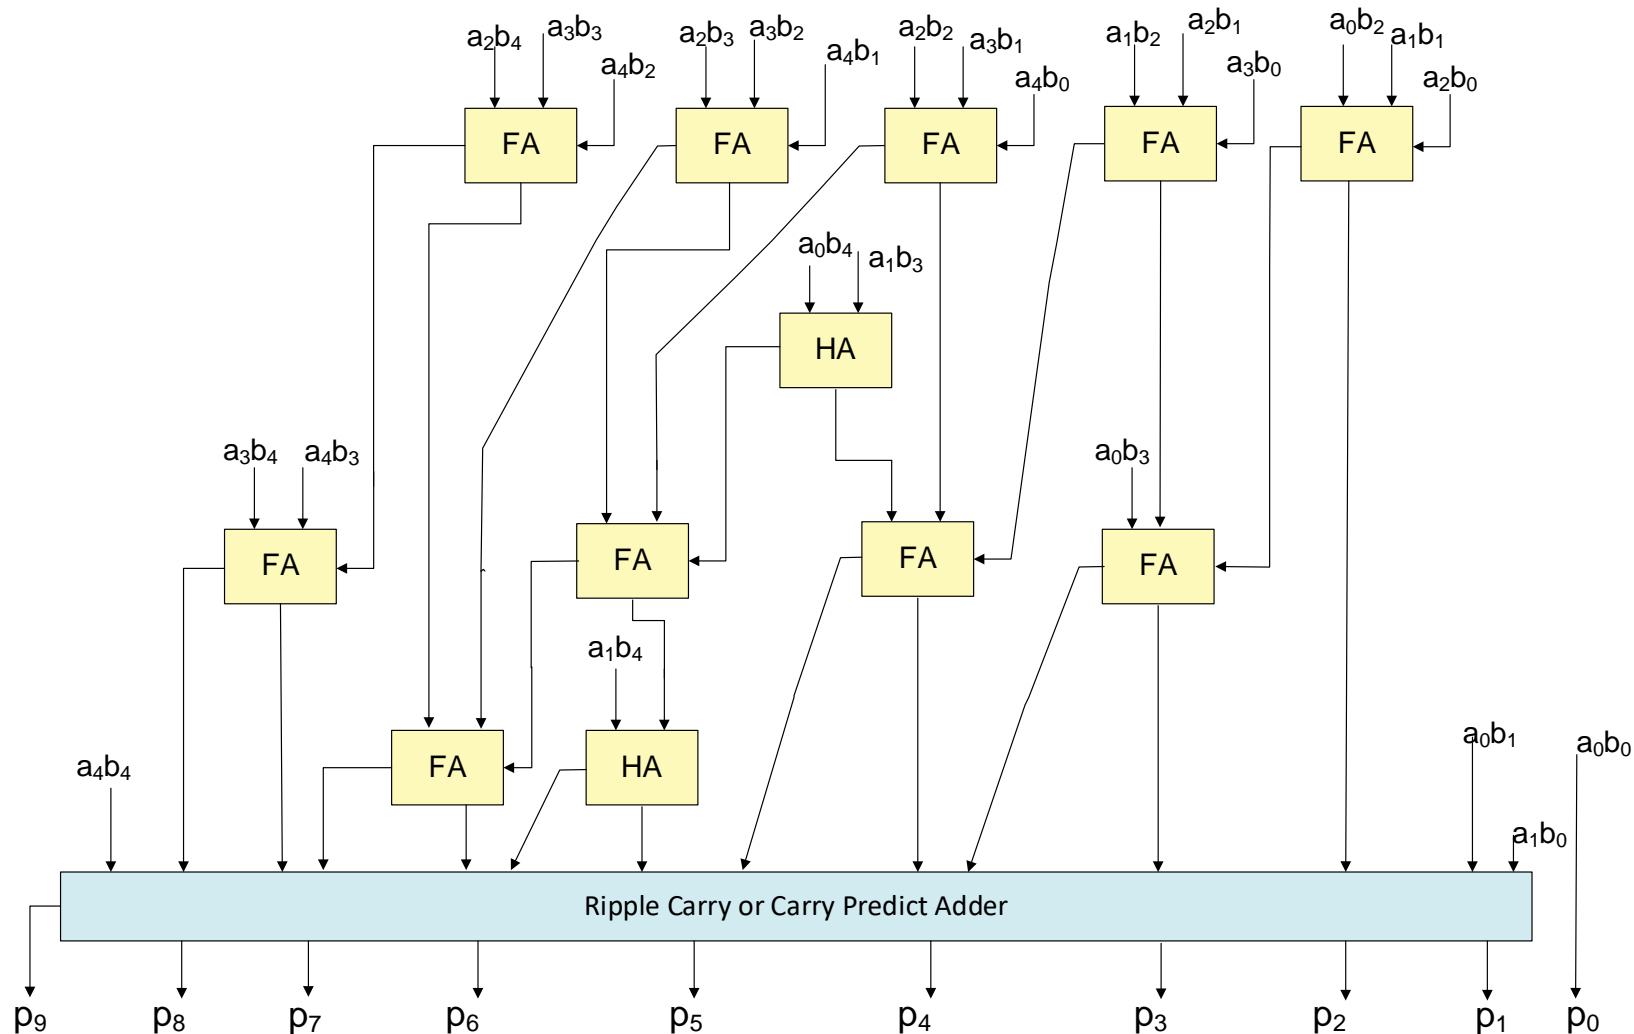 a₂b₄ a₃b₃ a₂b₃ a₃b₂ a₂b₂ a₃b₁ a₁b₂ a₂b₁ a₀b₂ a₁b₁
a₄b₂ a₄b₁ a₄b₀ a₃b₀ a₂b₀
FA FA FA FA FA
a₀b₄ a₁b₃
HA
a₃b₄ a₄b₃ a₀b₃
FA FA FA FA
a₁b₄
a₄b₄ FA HA a₀b₁ a₀b₀
a₁b₀
Ripple Carry or Carry Predict Adder
p₉ p₈ p₇ p₆ p₅ p₄ p₃ p₂ p₁ p₀